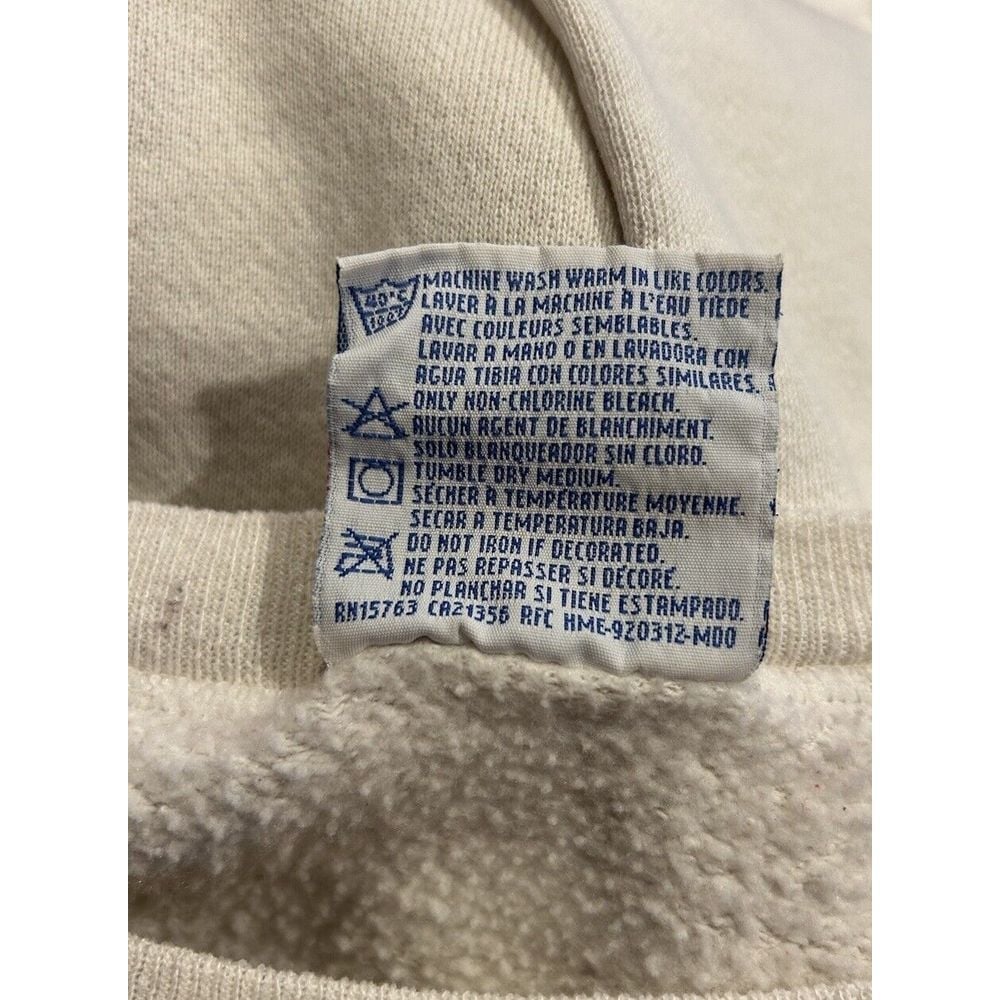 MACHINE WASH WARM IN LIKE COLORS.
40°C
LAVER À LA MACHINE À L'EAU TIÈDE
AVEC COULEURS SEMBLABLES.
LAVAR A MANO O EN LAVADORA CON
AGUA TIBIA CON COLORES SIMILARES.
ONLY NON-CHLORINE BLEACH.
AUCUN AGENT DE BLANCHIMENT.
SOLO BLANQUEADOR SIN CLORO.
TUMBLE DRY MEDIUM.
SÉCHER A TEMPÉRATURE MOYENNE.
SECAR A TEMPERATURA BAJA.
DO NOT IRON IF DECORATED.
NE PAS REPASSER SI DÉCORÉ.
NO PLANCHAR SI TIENE ESTAMPADO.
RN15763 CA21356 RFC HME-920312-M00